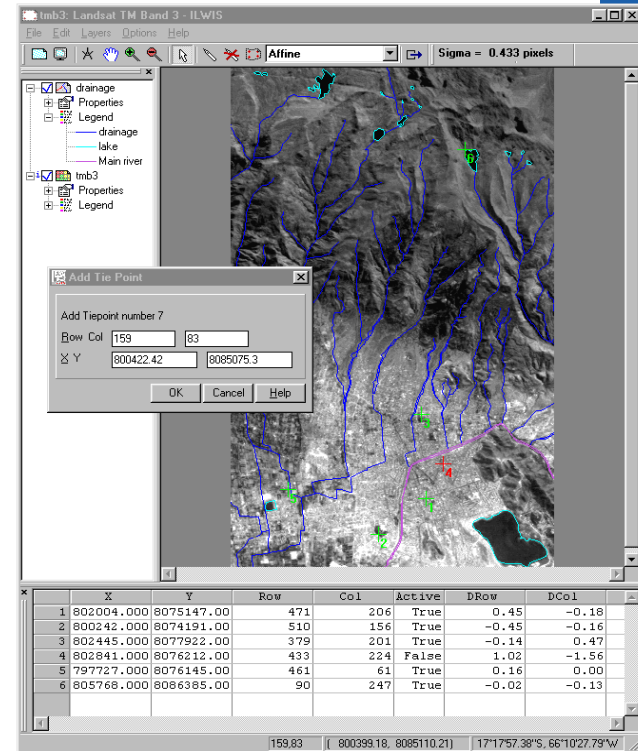 tmb3: Landsat TM Band 3 - ILWIS
File Edit Layers Options Help
Affine
Sigma = 0.433 pixels
drainage
Properties
Legend
drainage
lake
Main river
tmb3
Properties
Legend
6
Add Tie Point
Add Tiepoint number 7
Row Col 159 83
X Y 800422.42 8085075.3
OK Cancel Help
4
1
2
X Y Row Col Active DRow DCol
1 802004.000 8075147.00 471 206 True 0.45 -0.18
2 800242.000 8074191.00 510 156 True -0.45 -0.16
3 802445.000 8077922.00 379 201 True -0.14 0.47
4 802841.000 8076212.00 433 224 False 1.02 -1.56
5 797727.000 8076145.00 461 61 True 0.16 0.00
6 805768.000 8086385.00 90 247 True -0.02 -0.13
159,83 ( 800399.18, 8085110.21) 17°17'57.38"S, 66°10'27.79"W